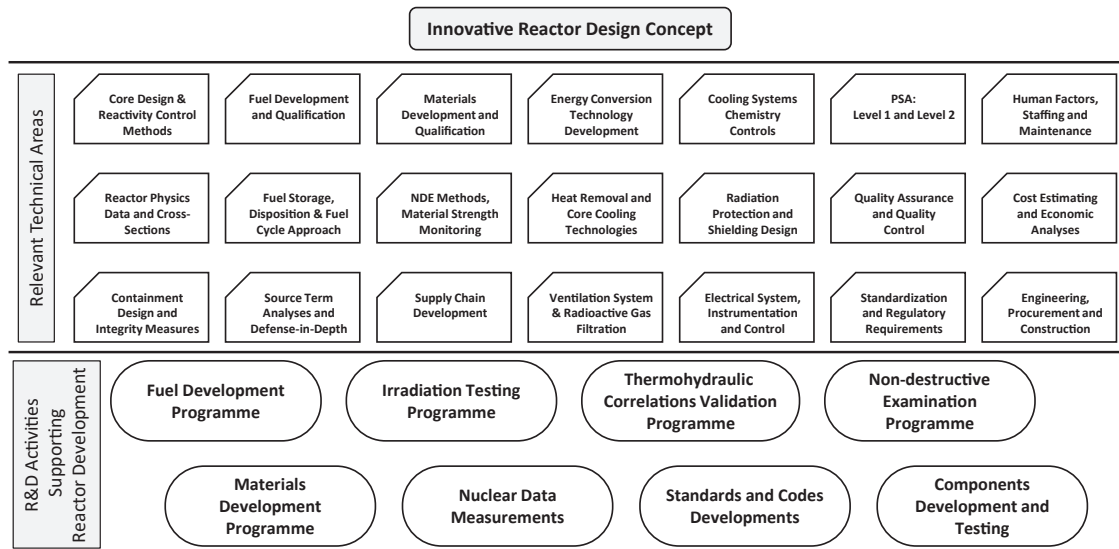 Innovative Reactor Design Concept
Relevant Technical Areas
Core Design &
Reactivity Control
Methods
Fuel Development
and Qualification
Materials
Development and
Qualification
Energy Conversion
Technology
Development
Cooling Systems
Chemistry
Controls
PSA:
Level 1 and Level 2
Human Factors,
Staffing and
Maintenance
Reactor Physics
Data and Cross-
Sections
Fuel Storage,
Disposition & Fuel
Cycle Approach
NDE Methods,
Material Strength
Monitoring
Heat Removal and
Core Cooling
Technologies
Radiation
Protection and
Shielding Design
Quality Assurance
and Quality
Control
Cost Estimating
and Economic
Analyses
Containment
Design and
Integrity Measures
Source Term
Analyses and
Defense-in-Depth
Supply Chain
Development
Ventilation System
& Radioactive Gas
Filtration
Electrical System,
Instrumentation
and Control
Standardization
and Regulatory
Requirements
Engineering,
Procurement and
Construction
R&D Activities
Supporting
Reactor Development
Fuel Development
Programme
Irradiation Testing
Programme
Thermohydraulic
Correlations Validation
Programme
Non-destructive
Examination
Programme
Materials
Development
Programme
Nuclear Data
Measurements
Standards and Codes
Developments
Components
Development and
Testing